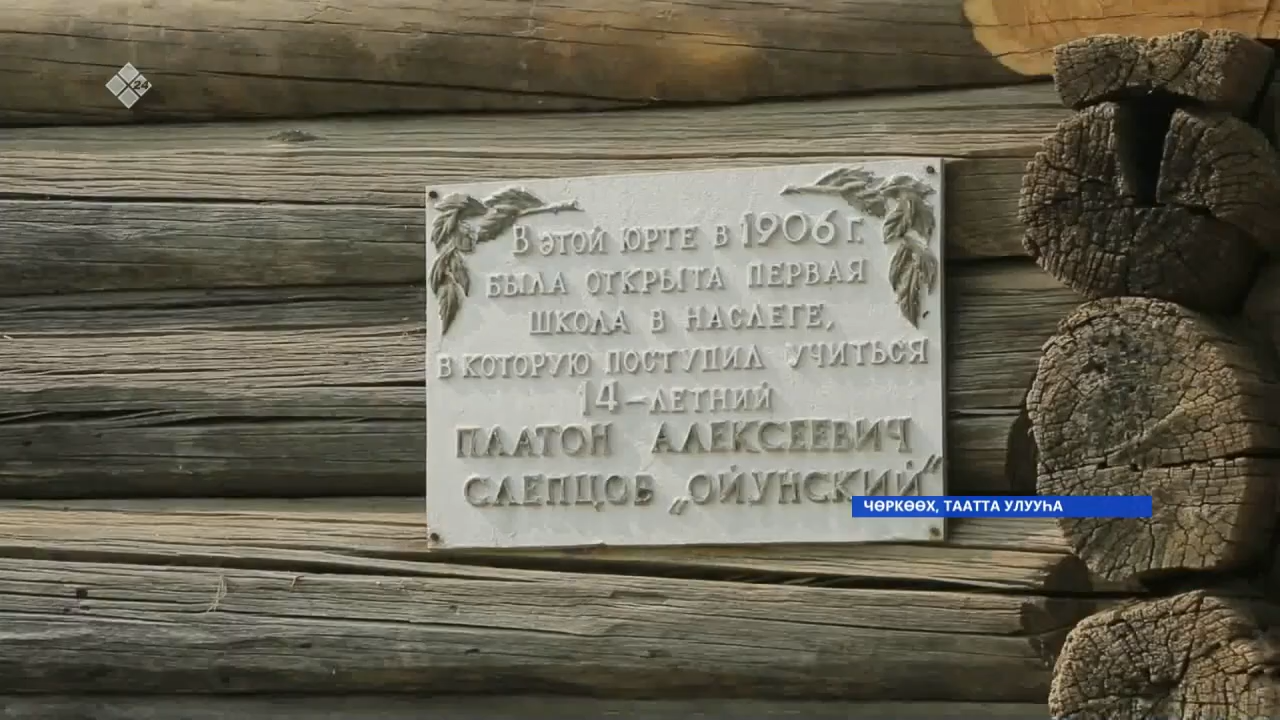 24
В ЭТОЙ ЮРТЕ В 1906 Г.
БЫЛА ОТКРЫТА ПЕРВАЯ
ШКОЛА В НАСЛЕГЕ,
В КОТОРУЮ ПОСТУПИЛ УЧИТЬСЯ
14-ЛЕТНИЙ
ПЛАТОН АЛЕКСЕЕВИЧ
СЛЕПЦОВ „ОЙУНСКИЙ"
ЧӨРКӨӨХ, ТААТТА УЛУУҺА